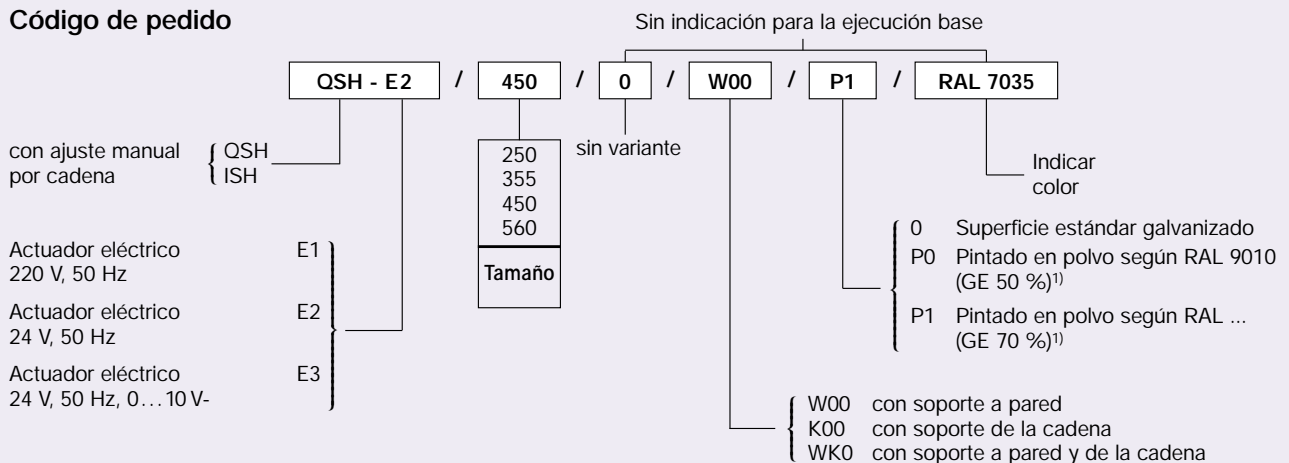 Código de pedido
Sin indicación para la ejecución base
QSH - E2 / 450 / 0 / W00 / P1 / RAL 7035
con ajuste manual
por cadena
QSH
ISH
250
355
450
560
Tamaño
sin variante
Indicar
color
Actuador eléctrico E1
220 V, 50 Hz
Actuador eléctrico E2
24 V, 50 Hz
Actuador eléctrico E3
24 V, 50 Hz, 0...10 V-
0 Superficie estándar galvanizado
P0 Pintado en polvo según RAL 9010
(GE 50 %)1)
P1 Pintado en polvo según RAL ...
(GE 70 %)1)
W00 con soporte a pared
K00 con soporte de la cadena
WK0 con soporte a pared y de la cadena